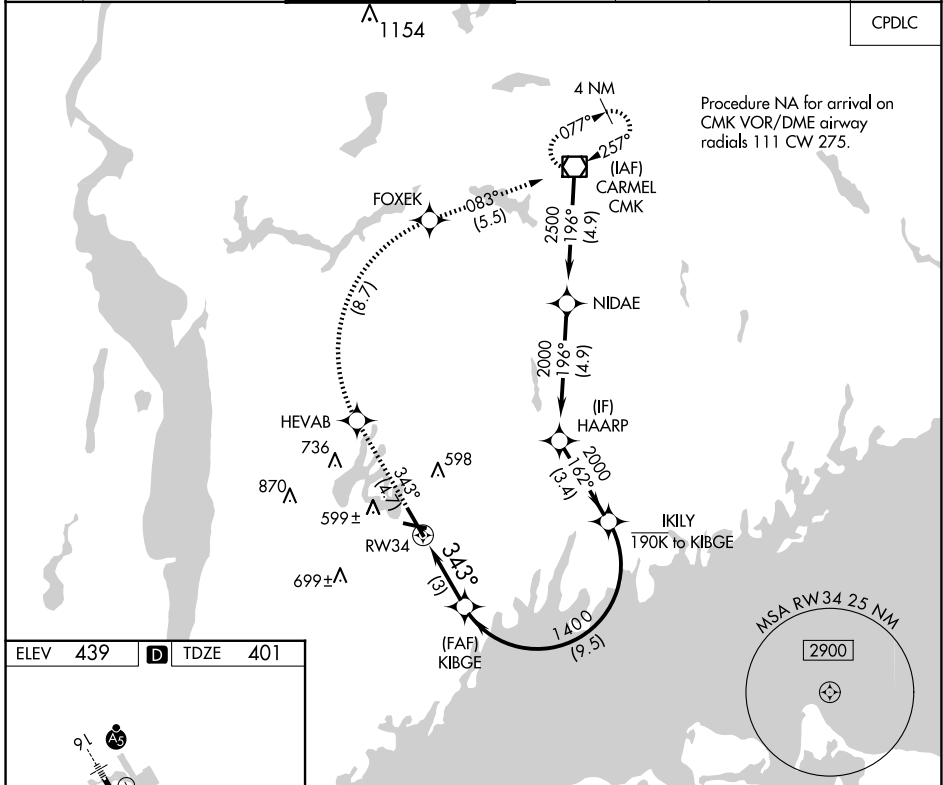 1154
CPDLC
4 NM
077°
257°
Procedure NA for arrival on
CMK VOR/DME airway
radials 111 CW 275.
(IAF)
CARMEL
CMK
FOXEK
083°
(5.5)
2500
196°
(4.9)
(8.7)
NIDAE
2000
196°
(4.9)
(IF)
HAARP
HEVAB
736
598
870
343°
(4.7)
599±
2000
162°
(3.4)
IKILY
190K to KIBGE
RW34
343°
(3)
699±
1400
(9.5)
(FAF)
KIBGE
MSA RW34 25 NM
2900
ELEV 439 D TDZE 401
16
A5